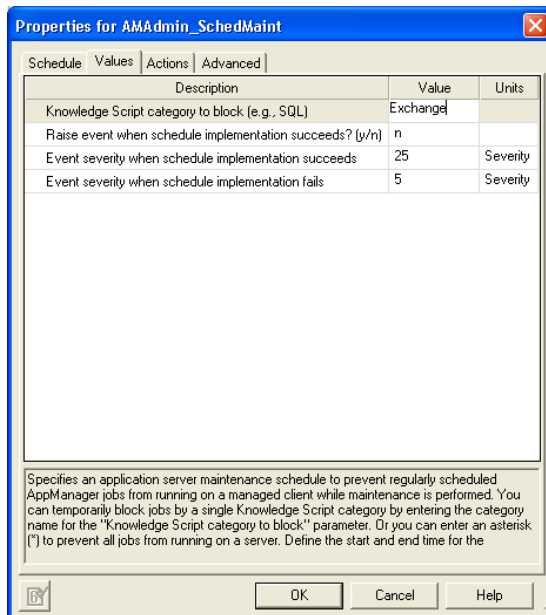 Properties for AMAdmin_SchedMaint
Schedule Values Actions Advanced
Description Value Units
Knowledge Script category to block (e.g., SQL) Exchange
Raise event when schedule implementation succeeds? (y/n) n
Event severity when schedule implementation succeeds 25 Severity
Event severity when schedule implementation fails 5 Severity
Specifies an application server maintenance schedule to prevent regularly scheduled
AppManager jobs from running on a managed client while maintenance is performed. You
can temporarily block jobs by a single Knowledge Script category by entering the category
name for the "Knowledge Script category to block" parameter. Or you can enter an asterisk
(*) to prevent all jobs from running on a server. Define the start and end time for the
OK Cancel Help